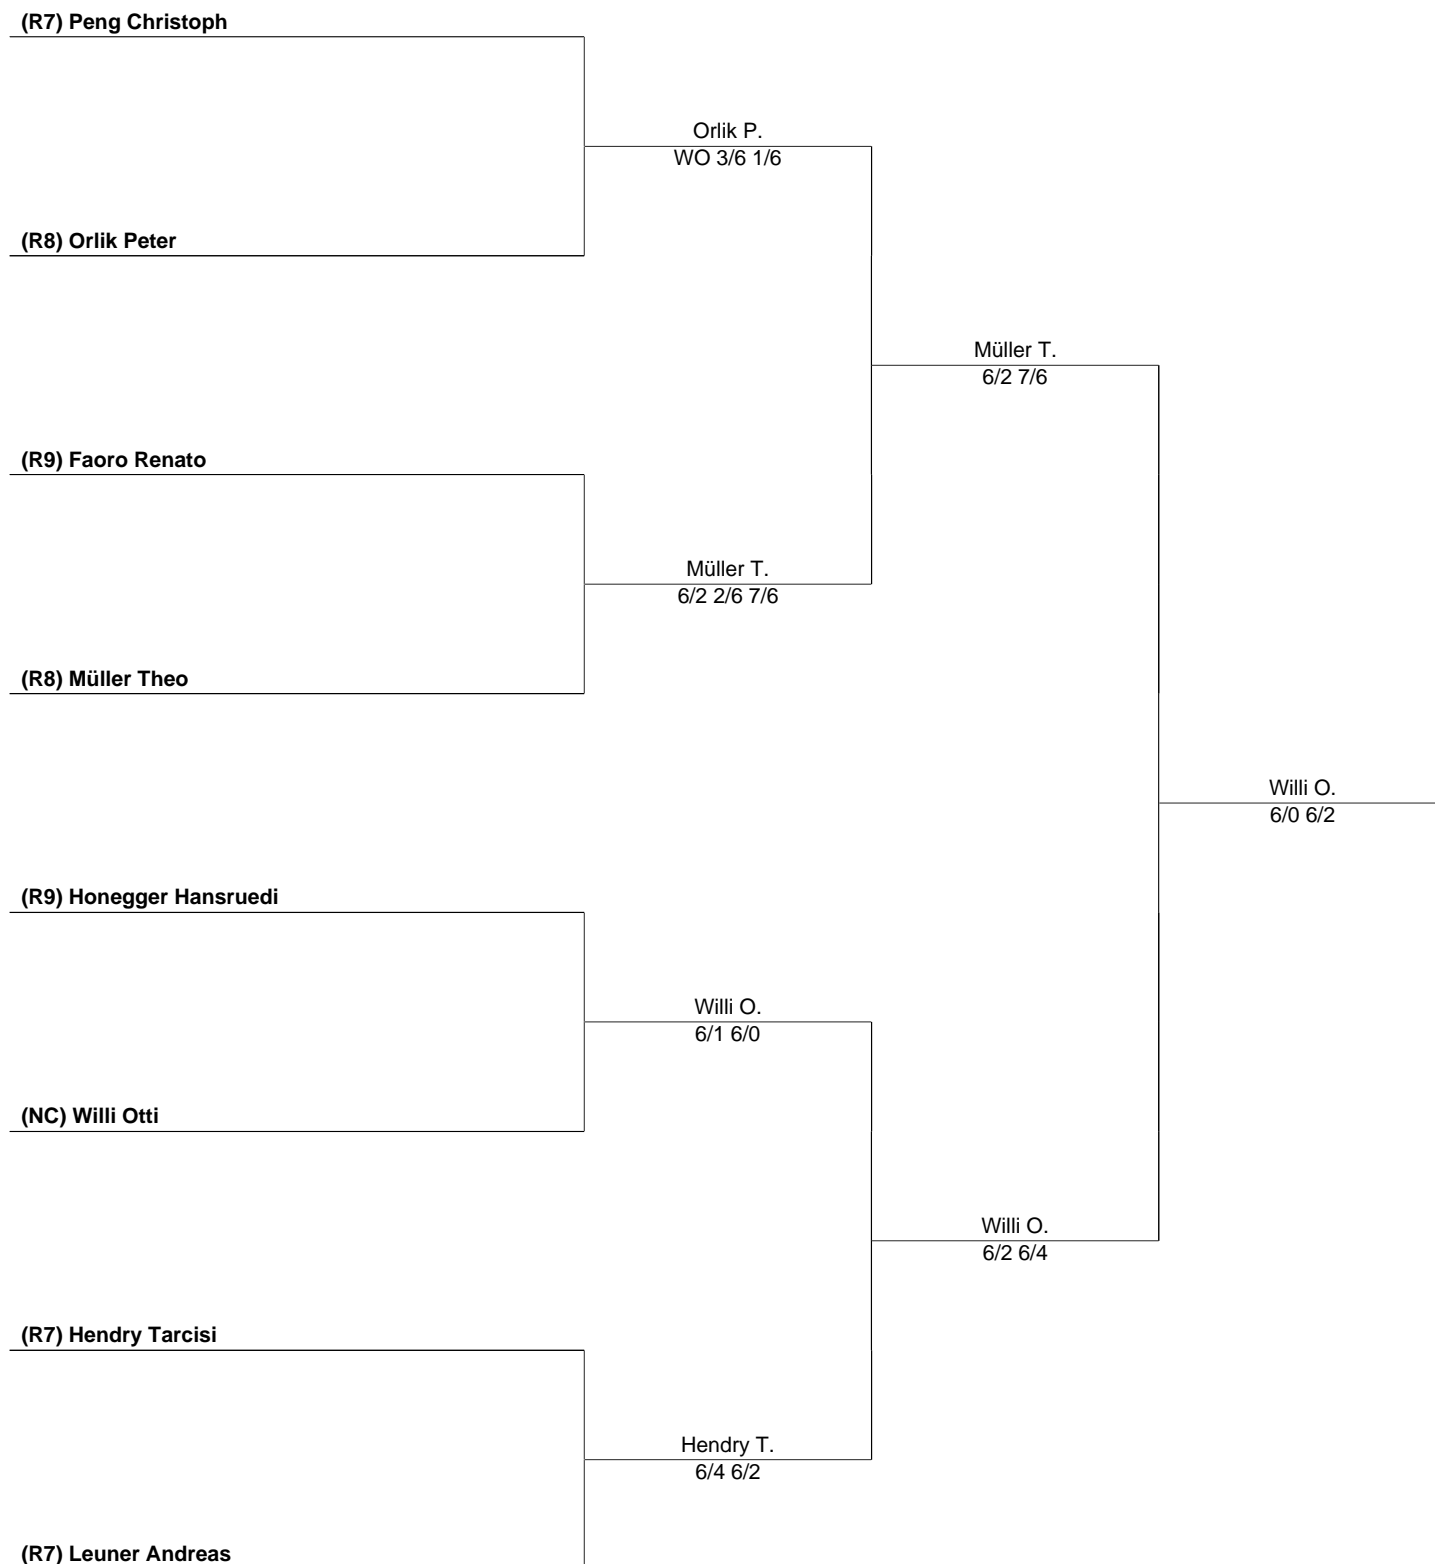 (R7) Peng Christoph
Orlik P.
WO 3/6 1/6
(R8) Orlik Peter
Müller T.
6/2 7/6
(R9) Faoro Renato
Müller T.
6/2 2/6 7/6
(R8) Müller Theo
Willi O.
6/0 6/2
(R9) Honegger Hansruedi
Willi O.
6/1 6/0
(NC) Willi Otti
Willi O.
6/2 6/4
(R7) Hendry Tarcisi
Hendry T.
6/4 6/2
(R7) Leuner Andreas